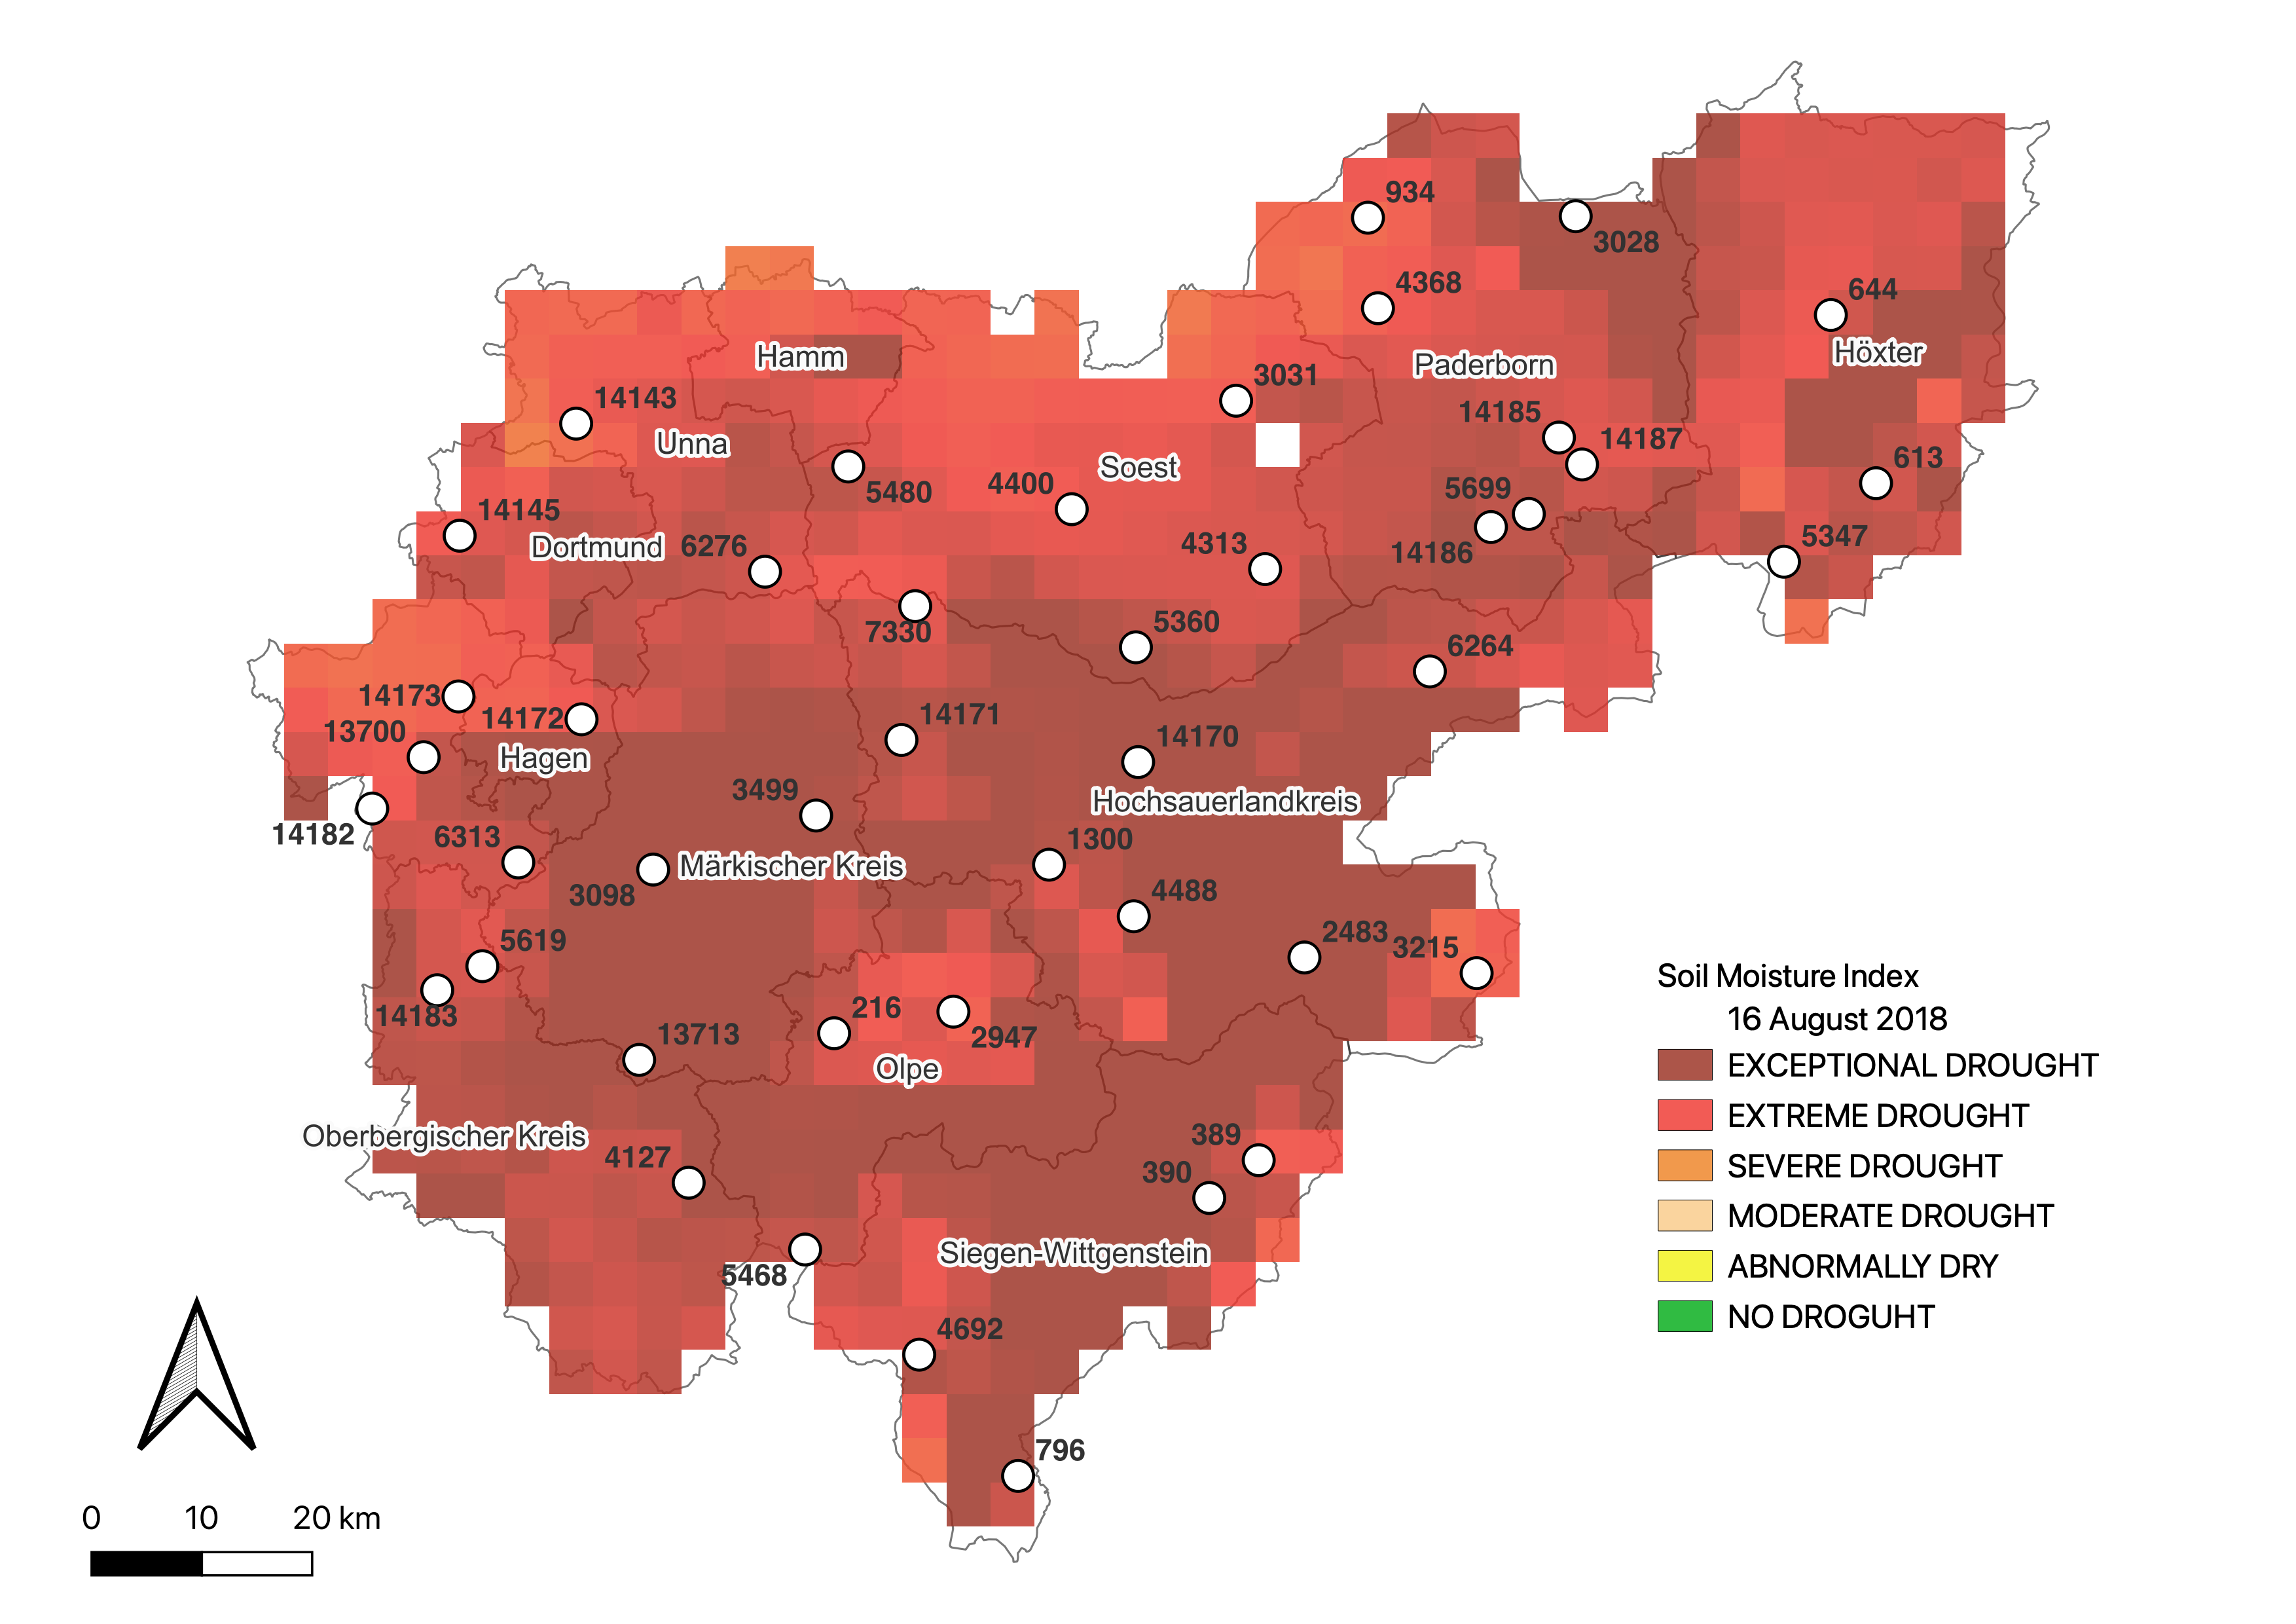 934
3028
4368
644
Hamm
Höxter
3031
Paderborn
14143
14185
14187
Unna
Soest
613
4400
5480
5699
14145
Dortmund
6276
4313
14186
5347
7330
5360
6264
14173
14172
14171
13700
14170
Hagen
3499
Hochsauerlandkreis
14182
6313
1300
Märkischer Kreis
3098
4488
5619
2483
3215
14183
216
13713
2947
Olpe
Oberbergischer Kreis
389
4127
390
Siegen-Wittgenstein
5468
4692
796
Soil Moisture Index
16 August 2018
EXCEPTIONAL DROUGHT
EXTREME DROUGHT
SEVERE DROUGHT
MODERATE DROUGHT
ABNORMALLY DRY
NO DROGUHT
0 10 20 km